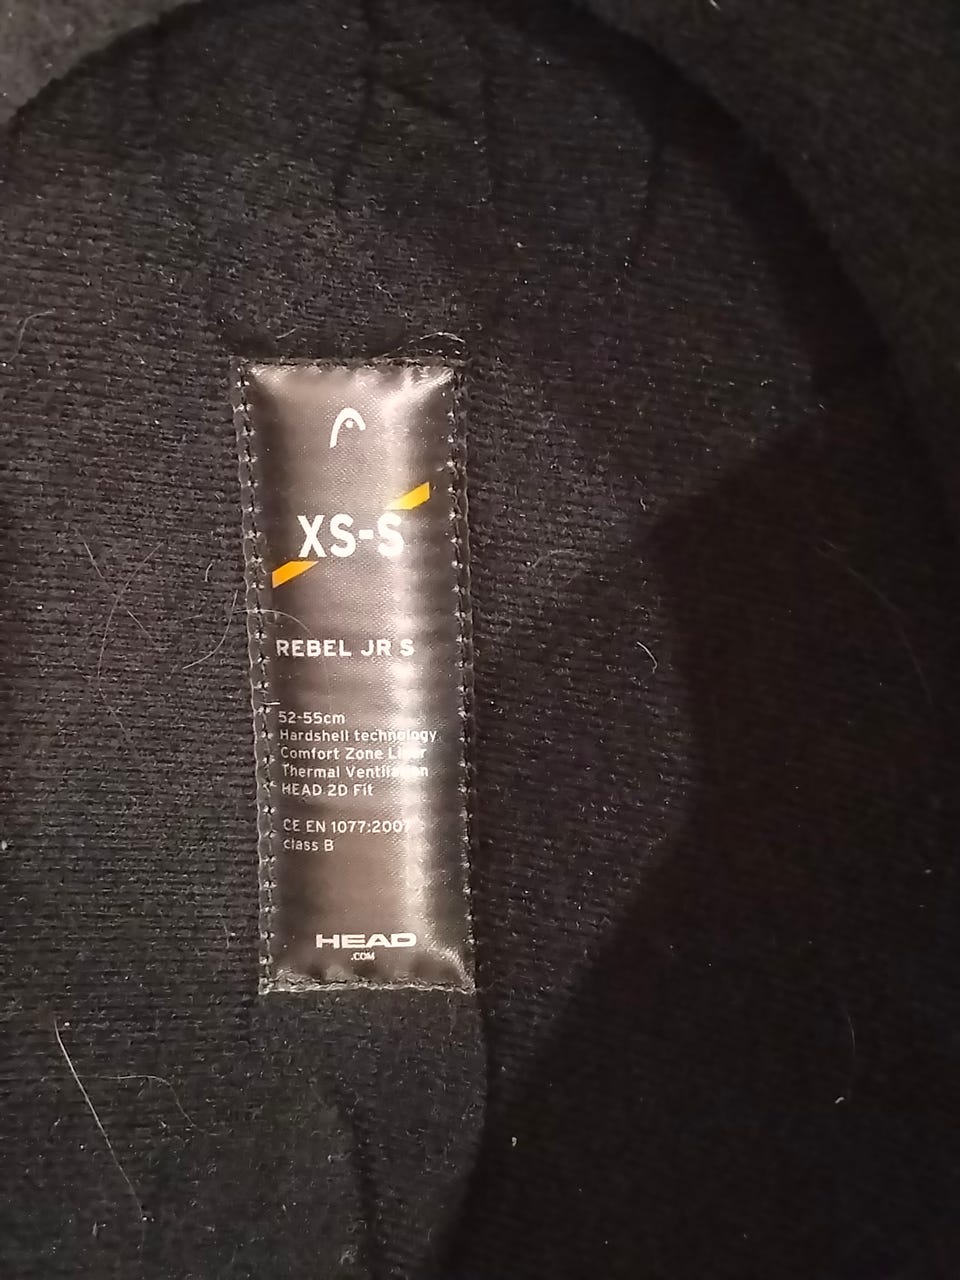 XS-S
REBEL JR S
52-55cm
Hardshell technology
Comfort Zone Liner
Thermal Ventilation
HEAD 2D Fit
CE EN 1077:2007
class B
HEAD
.COM